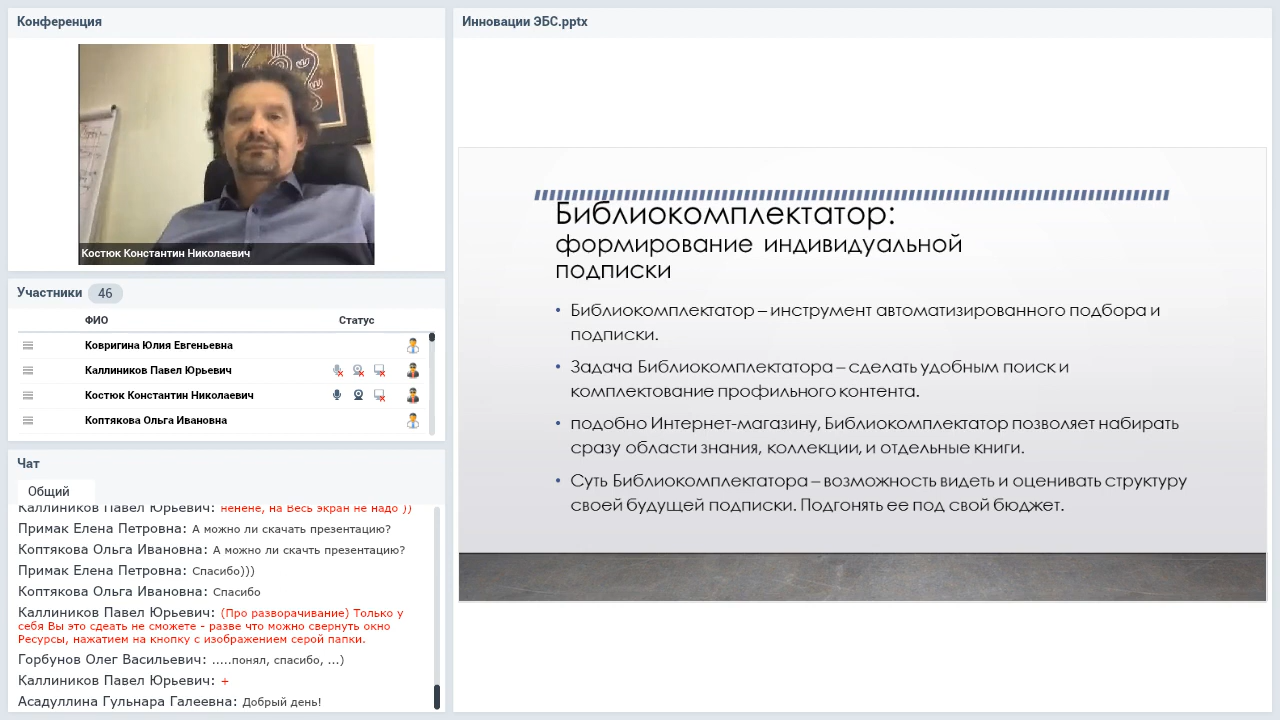 Конференция
Костюк Константин Николаевич
Участники 46
ФИО Статус
Ковригина Юлия Евгеньевна
Каллиников Павел Юрьевич
Костюк Константин Николаевич
Коптякова Ольга Ивановна
Чат
Общий
Каллиников Павел Юрьевич: нененe, на Весь экран не надо ))
Примак Елена Петровна: А можно ли скачать презентацию?
Коптякова Ольга Ивановна: А можно ли скачть презентацию?
Примак Елена Петровна: Спасибо)))
Коптякова Ольга Ивановна: Спасибо
Каллиников Павел Юрьевич: (Про разворачивание) Только у
себя Вы это сдеать не сможете - разве что можно свернуть окно
Ресурсы, нажатием на кнопку с изображением серой папки.
Горбунов Олег Васильевич: .....понял, спасибо, ...)
Каллиников Павел Юрьевич: +
Асадуллина Гульнара Галеевна: Добрый день!
Инновации ЭБС.pptx
Библиокомплектатор:
формирование индивидуальной
подписки
• Библиокомплектатор – инструмент автоматизированного подбора и
подписки.
• Задача Библиокомплектатора – сделать удобным поиск и
комплектование профильного контента.
• подобно Интернет-магазину, Библиокомплектатор позволяет набирать
сразу области знания, коллекции, и отдельные книги.
• Суть Библиокомплектатора – возможность видеть и оценивать структуру
своей будущей подписки. Подгонять ее под свой бюджет.